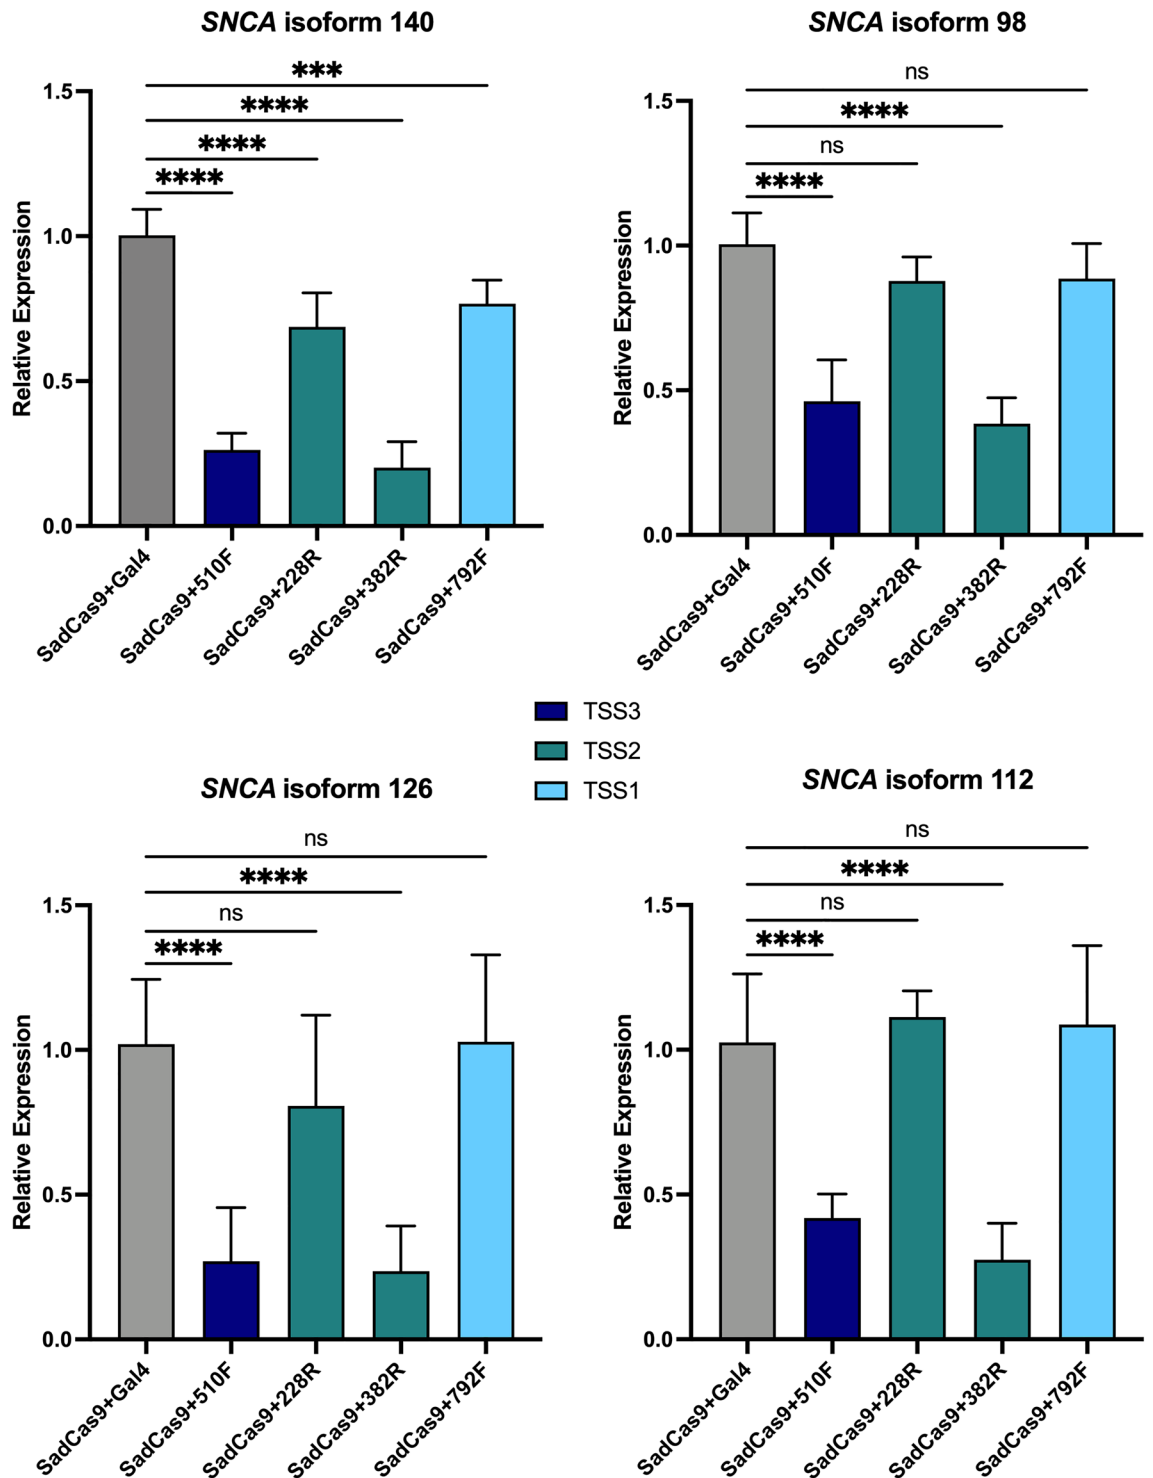 SNCA isoform 140
***
****
****
****
1.5
1.0
0.5
0.0
Relative Expression
SadCas9+Gal4
SadCas9+510F
SadCas9+228R
SadCas9+382R
SadCas9+792F
SNCA isoform 98
ns
****
ns
****
1.5
1.0
0.5
0.0
Relative Expression
SadCas9+Gal4
SadCas9+510F
SadCas9+228R
SadCas9+382R
SadCas9+792F
TSS3
TSS2
TSS1
SNCA isoform 126
ns
****
ns
****
1.5
1.0
0.5
0.0
Relative Expression
SadCas9+Gal4
SadCas9+510F
SadCas9+228R
SadCas9+382R
SadCas9+792F
SNCA isoform 112
ns
****
ns
****
1.5
1.0
0.5
0.0
Relative Expression
SadCas9+Gal4
SadCas9+510F
SadCas9+228R
SadCas9+382R
SadCas9+792F